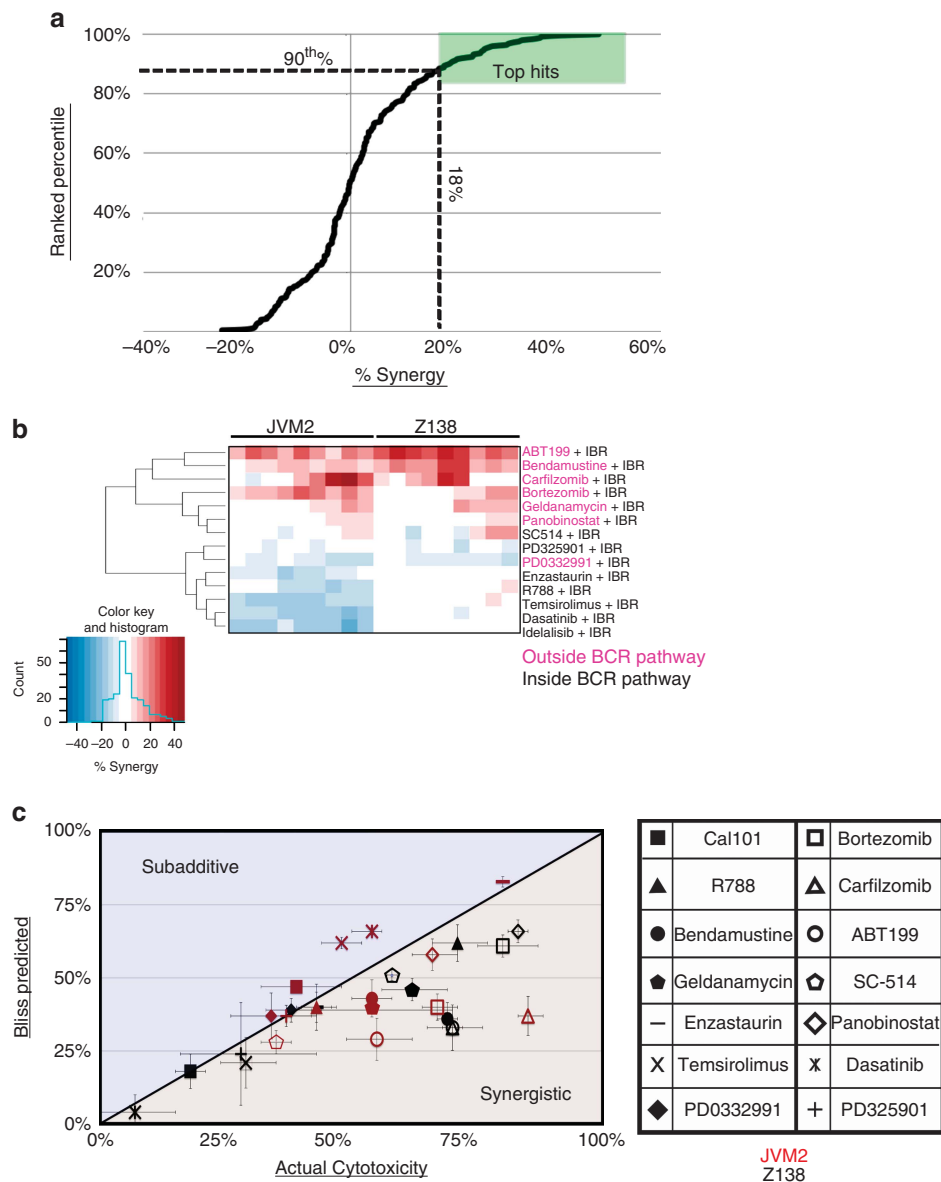 a
100%
80%
60%
40%
20%
90th%
Top hits
18%
Ranked percentile
–40%
–20%
0%
20%
40%
60%
% Synergy
b
JVM2
Z138
ABT199 + IBR
Bendamustine + IBR
Carfilzomib + IBR
Bortezomib + IBR
Geldanamycin + IBR
Panobinostat + IBR
SC514 + IBR
PD325901 + IBR
PD0332991 + IBR
Enzastaurin + IBR
R788 + IBR
Temsirolimus + IBR
Dasatinib + IBR
Idelalisib + IBR
Outside BCR pathway
Inside BCR pathway
Color key
and histogram
Count
50
20
0
–40 –20 0 20 40
% Synergy
c
100%
75%
50%
25%
0%
Bliss predicted
Subadditive
Synergistic
0%
25%
50%
75%
100%
Actual Cytotoxicity
Cal101
Bortezomib
R788
Carfilzomib
Bendamustine
ABT199
Geldanamycin
SC-514
Enzastaurin
Panobinostat
Temsirolimus
Dasatinib
PD0332991
PD325901
JVM2
Z138